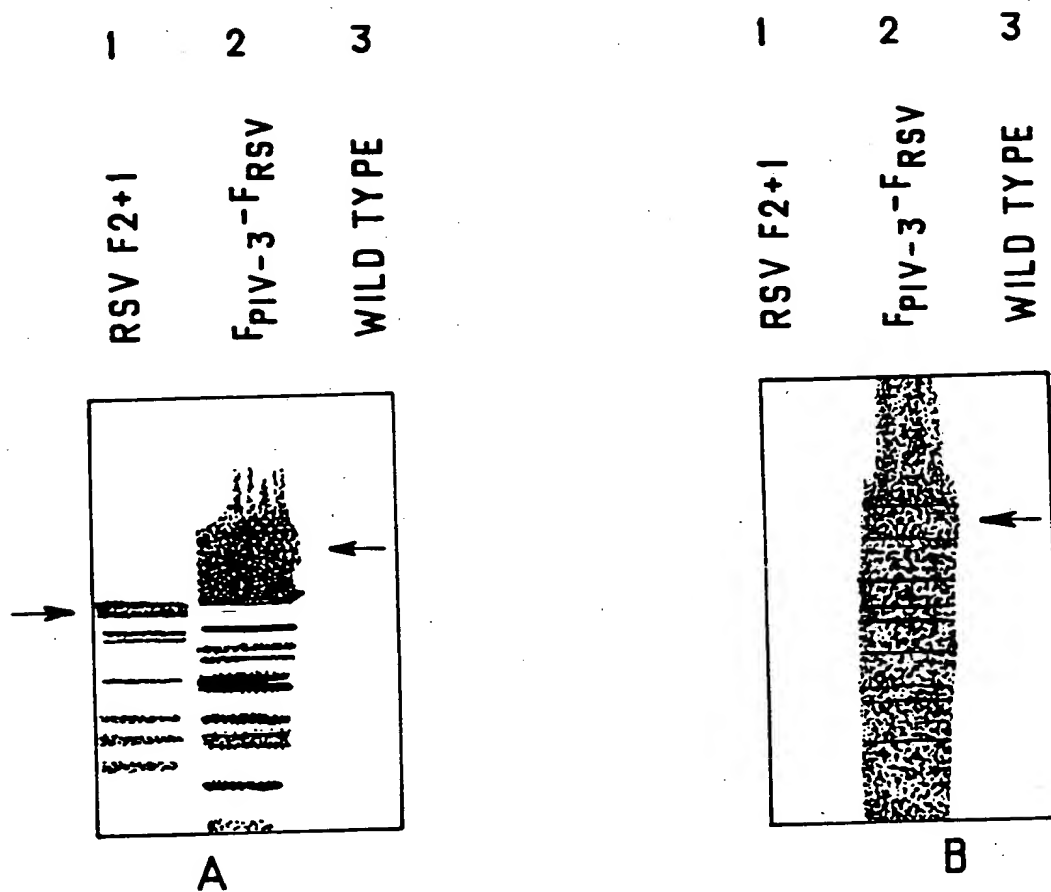 1 2 3
RSV F2+1
FPIV-3-FRSV
WILD TYPE
A
1 2 3
RSV F2+1
FPIV-3-FRSV
WILD TYPE
B